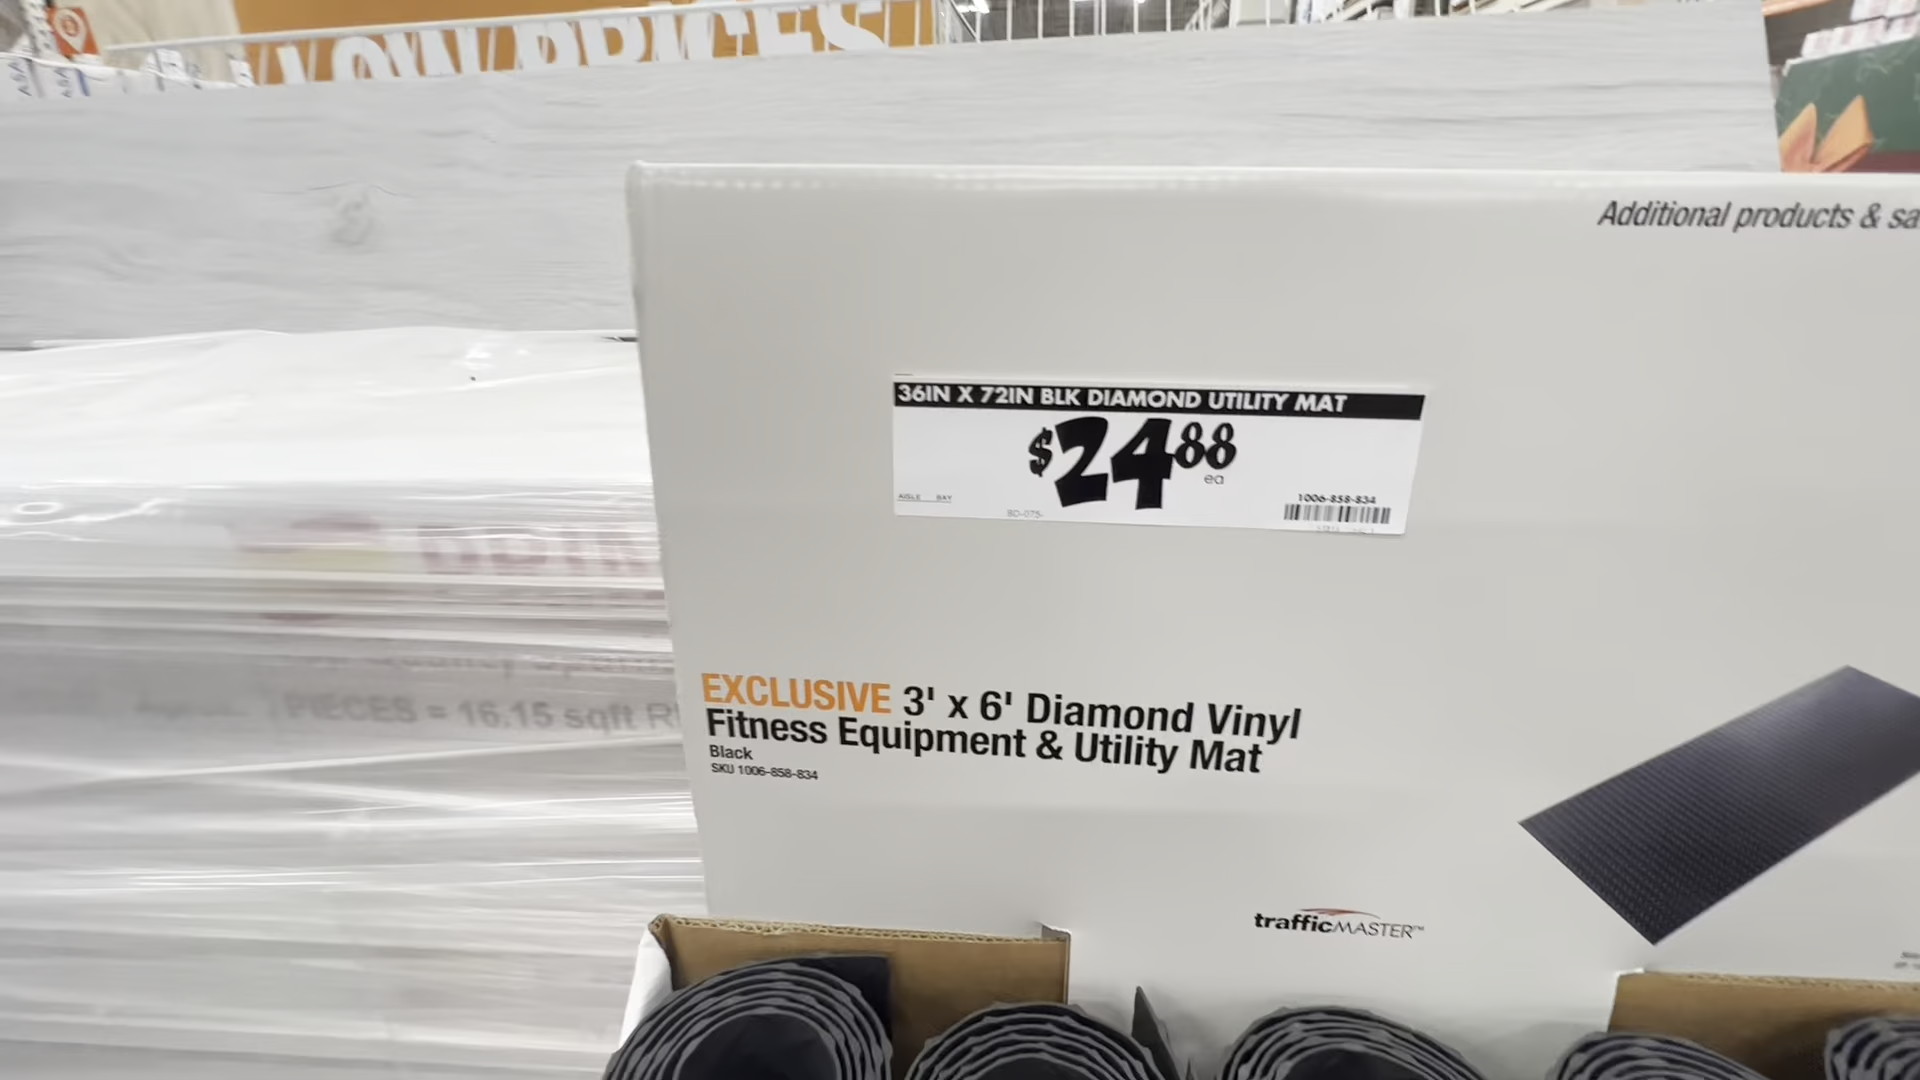 LOW PRICES
Additional products & sa
36IN X 72IN BLK DIAMOND UTILITY MAT
$24 88
ea
AISLE BAY
1006-858-834
PIECES = 16.15 sqft
EXCLUSIVE 3' x 6' Diamond Vinyl
Fitness Equipment & Utility Mat
Black
SKU 1006-858-834
trafficMASTER™